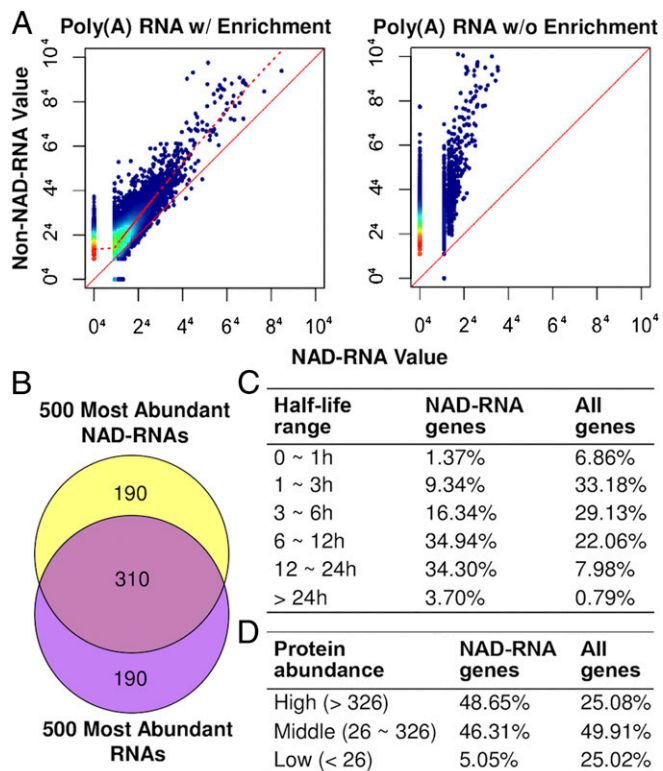 A
Poly(A) RNA w/ Enrichment
Poly(A) RNA w/o Enrichment
Non-NAD-RNA Value
10⁴
8⁴
6⁴
4⁴
2⁴
0⁴
10⁴
8⁴
6⁴
4⁴
2⁴
0⁴
0⁴ 2⁴ 4⁴ 6⁴ 8⁴ 10⁴
0⁴ 2⁴ 4⁴ 6⁴ 8⁴ 10⁴
NAD-RNA Value
B
500 Most Abundant
NAD-RNAs
190
310
190
500 Most Abundant
RNAs
C
Half-life range NAD-RNA genes All genes
0 ~ 1h 1.37% 6.86%
1 ~ 3h 9.34% 33.18%
3 ~ 6h 16.34% 29.13%
6 ~ 12h 34.94% 22.06%
12 ~ 24h 34.30% 7.98%
> 24h 3.70% 0.79%
D
Protein abundance NAD-RNA genes All genes
High (> 326) 48.65% 25.08%
Middle (26 ~ 326) 46.31% 49.91%
Low (< 26) 5.05% 25.02%